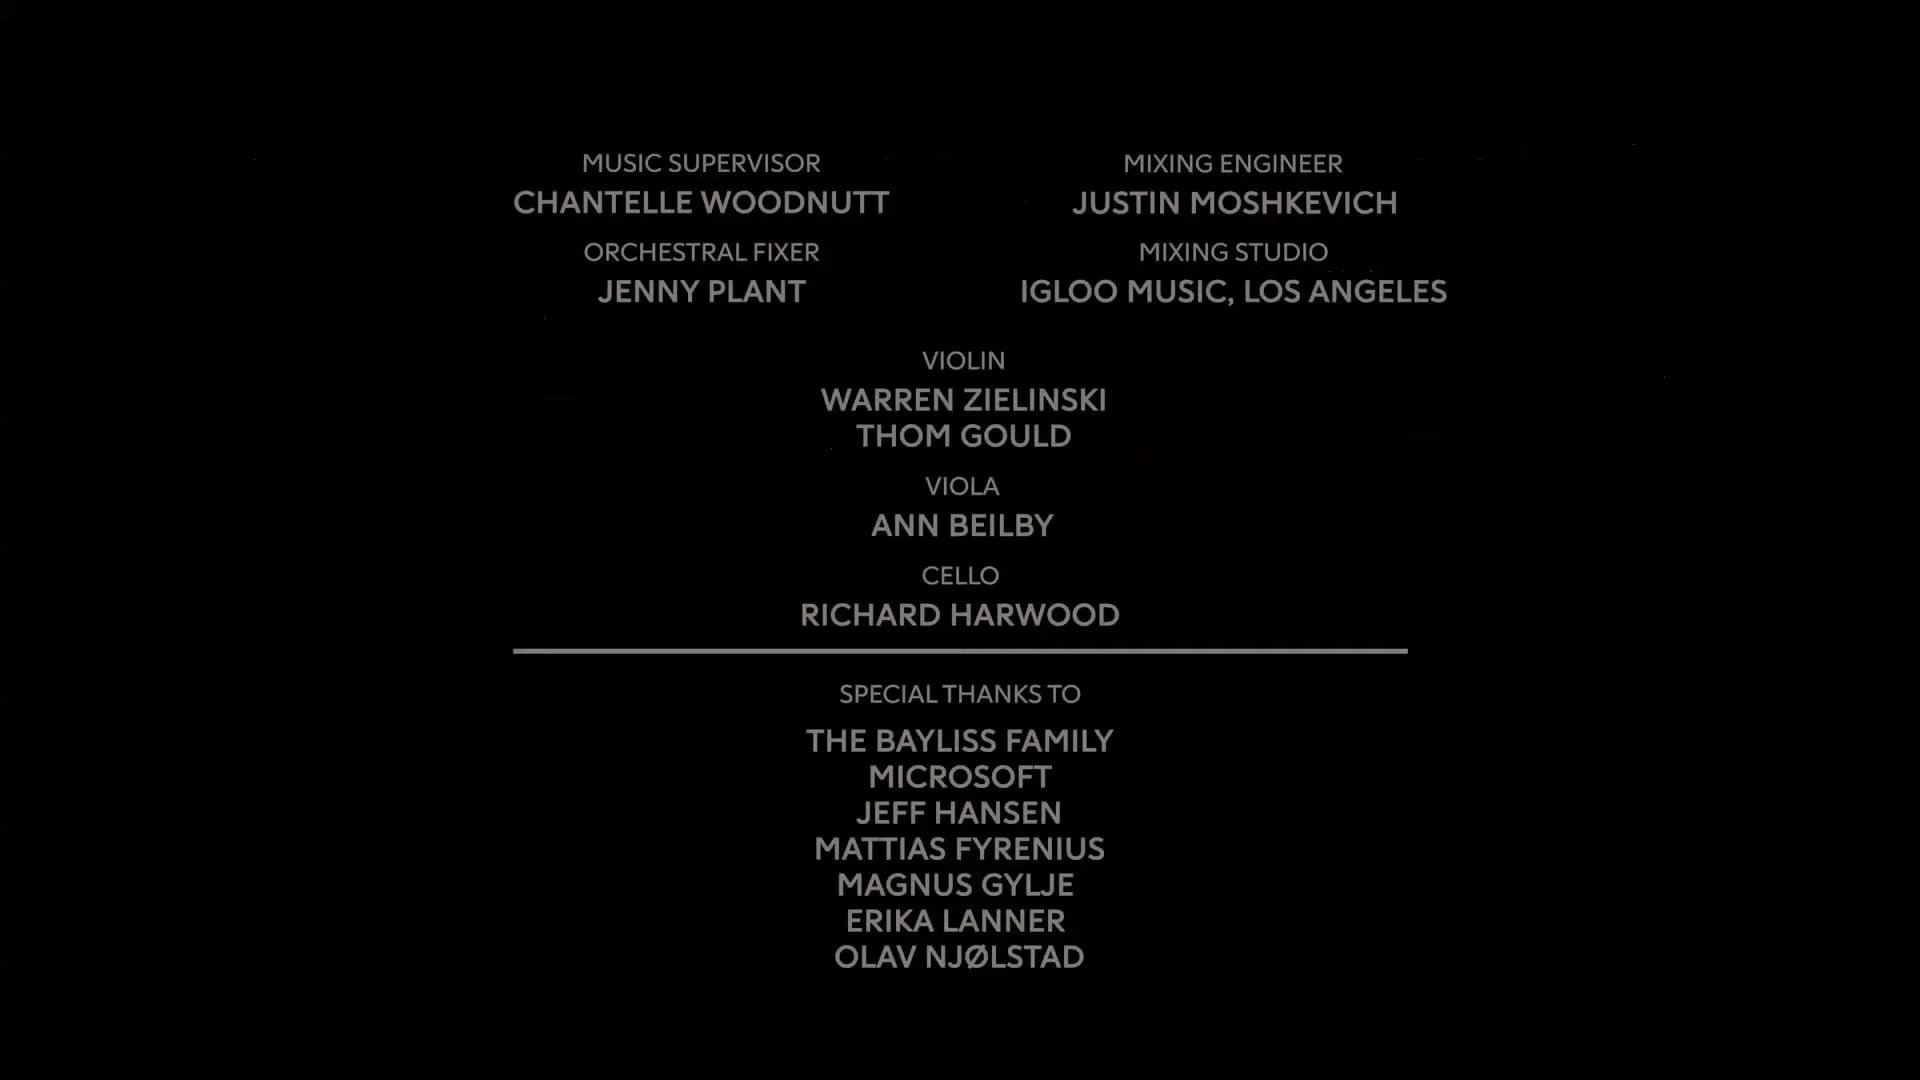 MUSIC SUPERVISOR
CHANTELLE WOODNUTT
ORCHESTRAL FIXER
JENNY PLANT
MIXING ENGINEER
JUSTIN MOSHKEVICH
MIXING STUDIO
IGLOO MUSIC, LOS ANGELES
VIOLIN
WARREN ZIELINSKI
THOM GOULD
VIOLA
ANN BEILBY
CELLO
RICHARD HARWOOD
SPECIAL THANKS TO
THE BAYLISS FAMILY
MICROSOFT
JEFF HANSEN
MATTIAS FYRENIUS
MAGNUS GYLJE
ERIKA LANNER
OLAV NJØLSTAD